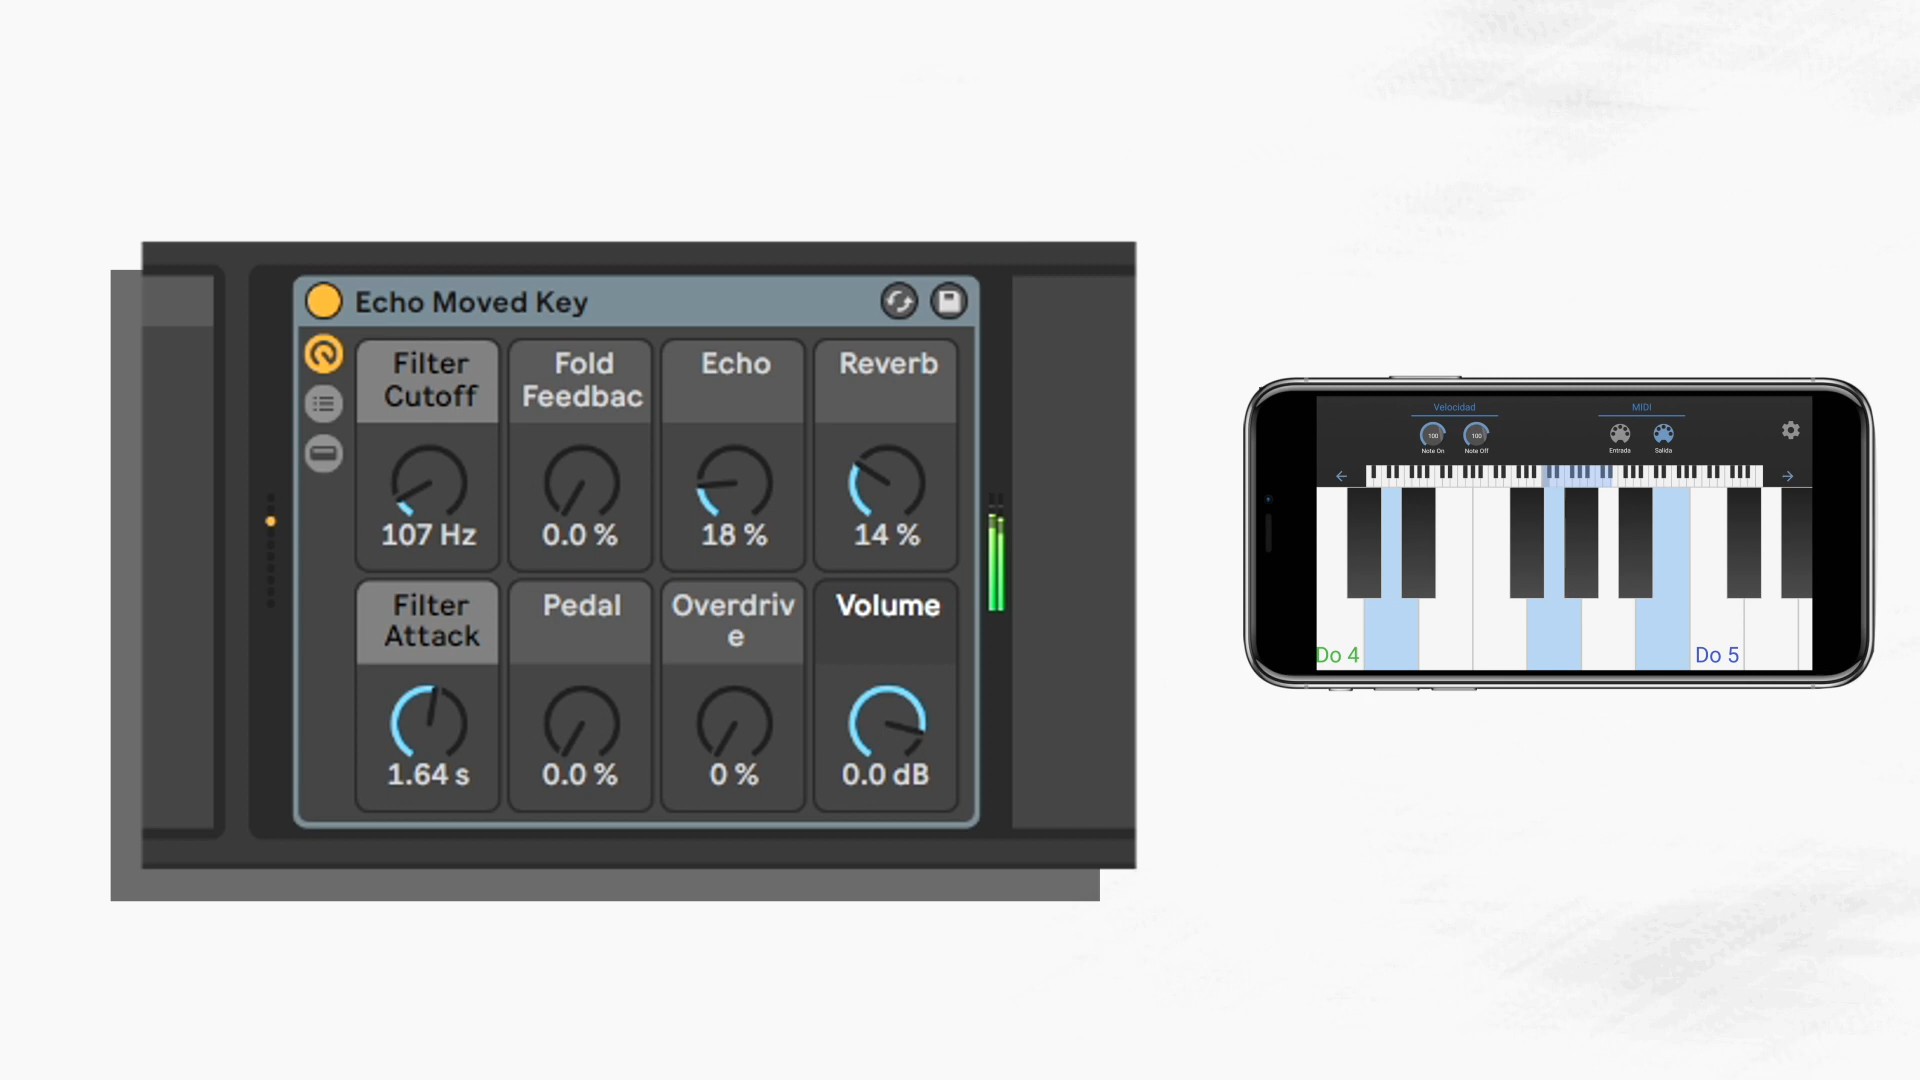 Echo Moved Key
Filter
Cutoff
Fold
Feedbac
Echo
Reverb
107 Hz
0.0 %
18 %
14 %
Filter
Attack
Pedal
Overdriv
e
Volume
1.64 s
0.0 %
0 %
0.0 dB
Velocidad
MIDI
100
100
Note On
Note Off
Entrada
Salida
Do 4
Do 5